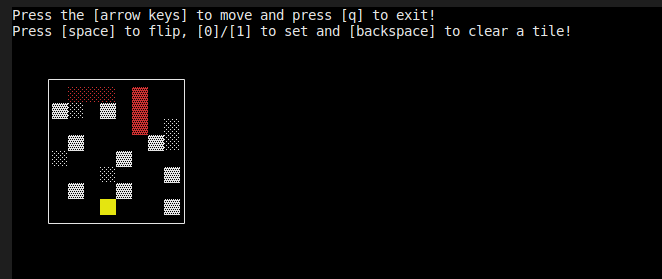 Press the [arrow keys] to move and press [q] to exit!
Press [space] to flip, [0]/[1] to set and [backspace] to clear a tile!